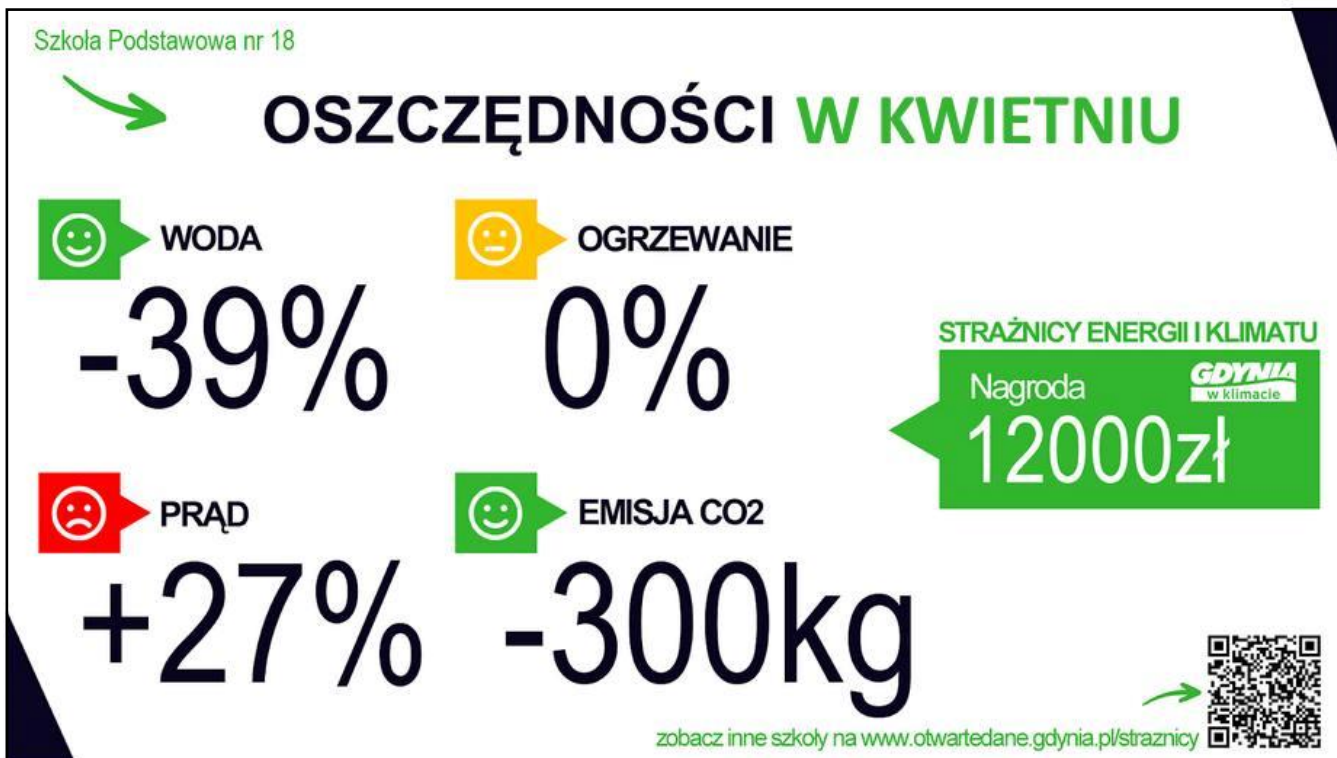 Szkoła Podstawowa nr 18
OSZCZĘDNOŚCI W KWIETNIU
WODA
-39%
OGRZEWANIE
0%
PRĄD
+27%
EMISJA CO2
-300kg
STRAŻNICY ENERGII I KLIMATU
Nagroda
12000zł
GDYNIA
w klimacie
zobacz inne szkoły na www.otwartedane.gdynia.pl/straznicy